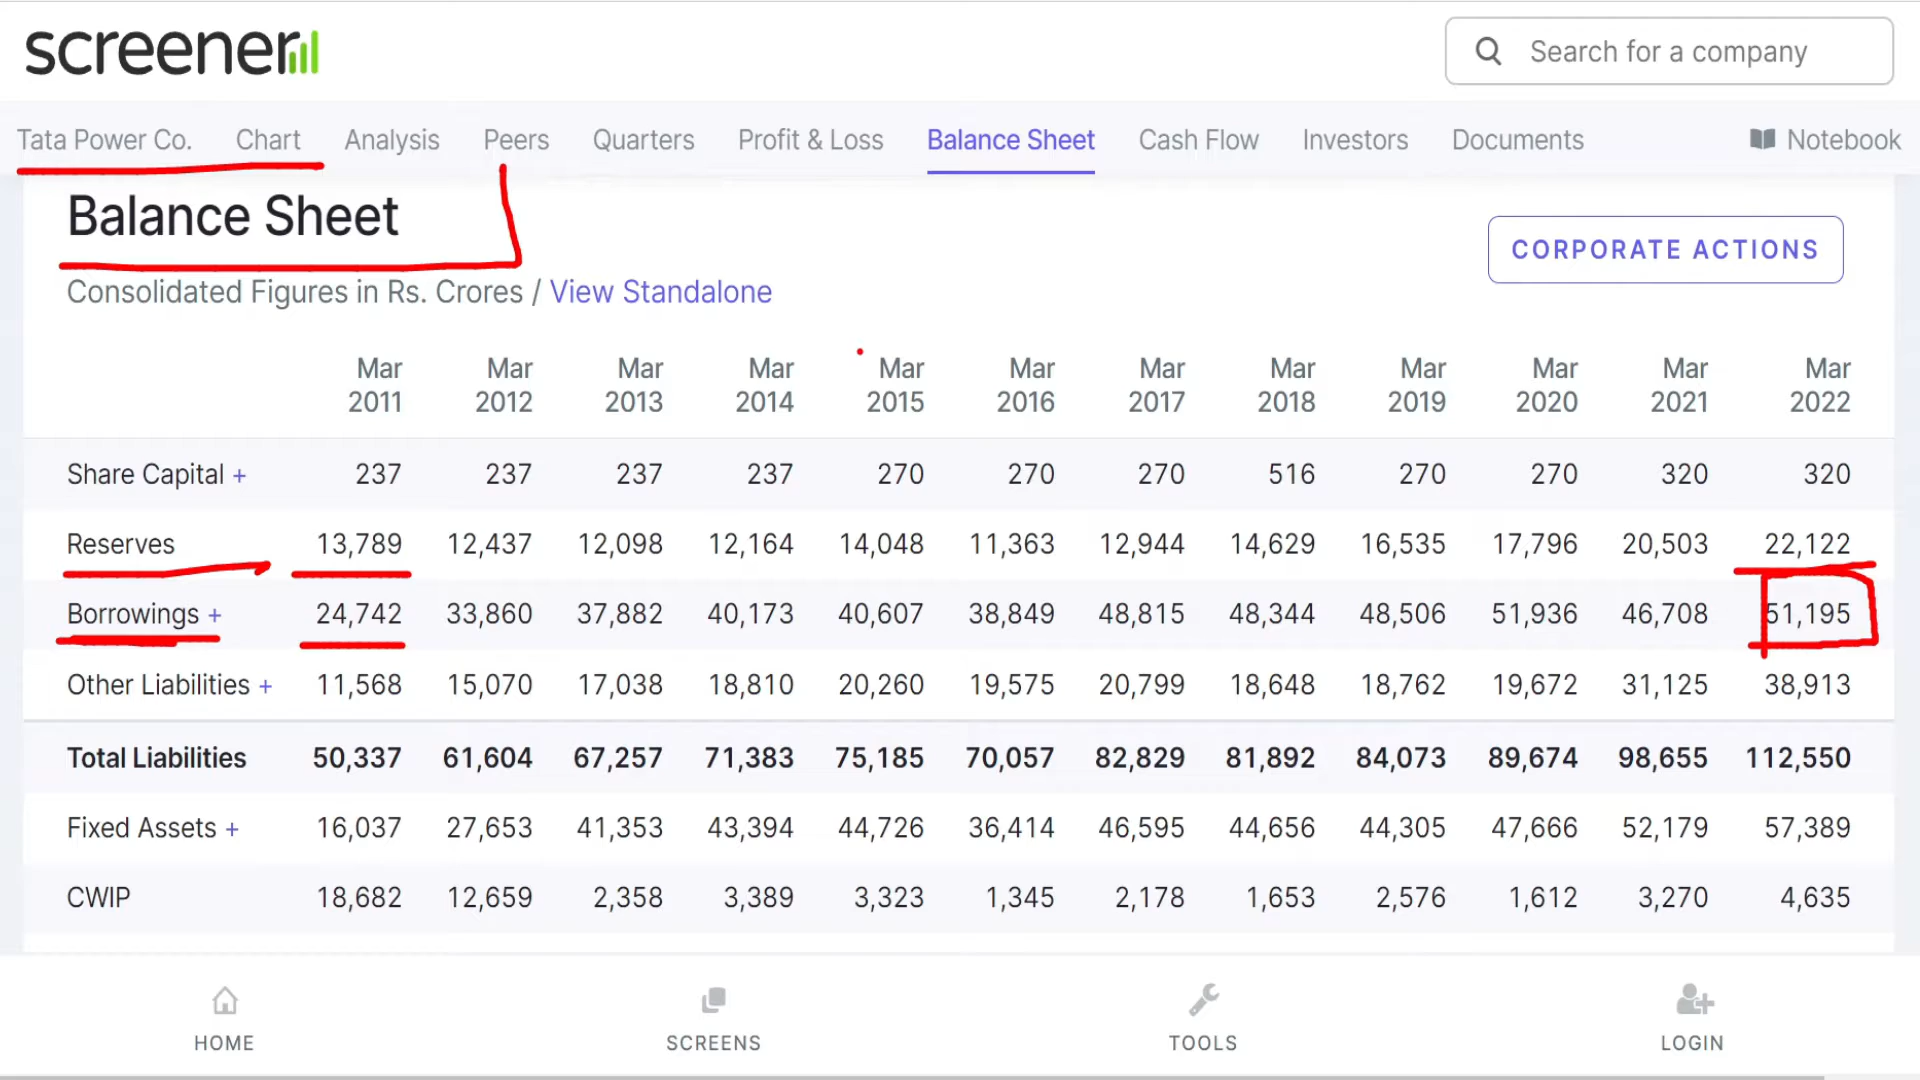 screener
Search for a company
Tata Power Co. Chart Analysis Peers Quarters Profit & Loss Balance Sheet Cash Flow Investors Documents Notebook
Balance Sheet
CORPORATE ACTIONS
Consolidated Figures in Rs. Crores / View Standalone
Mar 2011 Mar 2012 Mar 2013 Mar 2014 Mar 2015 Mar 2016 Mar 2017 Mar 2018 Mar 2019 Mar 2020 Mar 2021 Mar 2022
Share Capital + 237 237 237 237 270 270 270 516 270 270 320 320
Reserves 13,789 12,437 12,098 12,164 14,048 11,363 12,944 14,629 16,535 17,796 20,503 22,122
Borrowings + 24,742 33,860 37,882 40,173 40,607 38,849 48,815 48,344 48,506 51,936 46,708 51,195
Other Liabilities + 11,568 15,070 17,038 18,810 20,260 19,575 20,799 18,648 18,762 19,672 31,125 38,913
Total Liabilities 50,337 61,604 67,257 71,383 75,185 70,057 82,829 81,892 84,073 89,674 98,655 112,550
Fixed Assets + 16,037 27,653 41,353 43,394 44,726 36,414 46,595 44,656 44,305 47,666 52,179 57,389
CWIP 18,682 12,659 2,358 3,389 3,323 1,345 2,178 1,653 2,576 1,612 3,270 4,635
HOME SCREENS TOOLS LOGIN